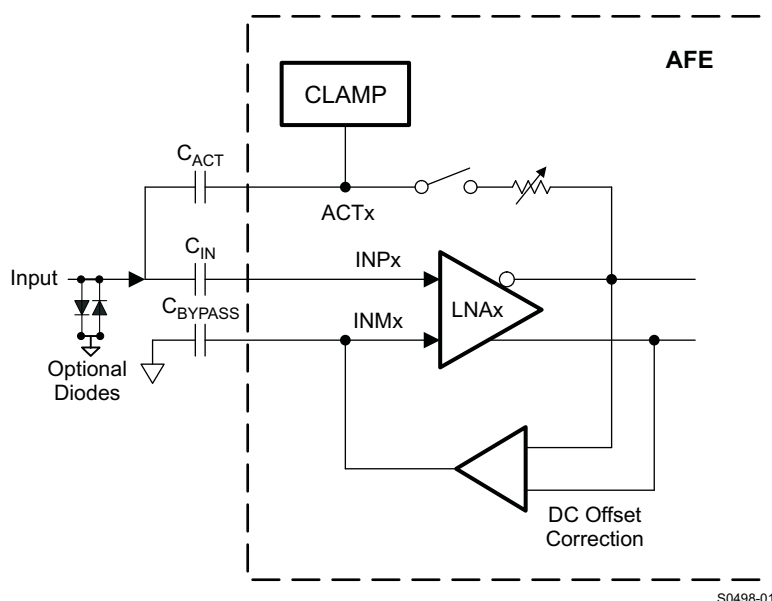 AFE
CLAMP
C_ACT
ACTx
C_IN
Input
INPx
LNAx
C_BYPASS
INMx
Optional
Diodes
DC Offset
Correction
S0498-01